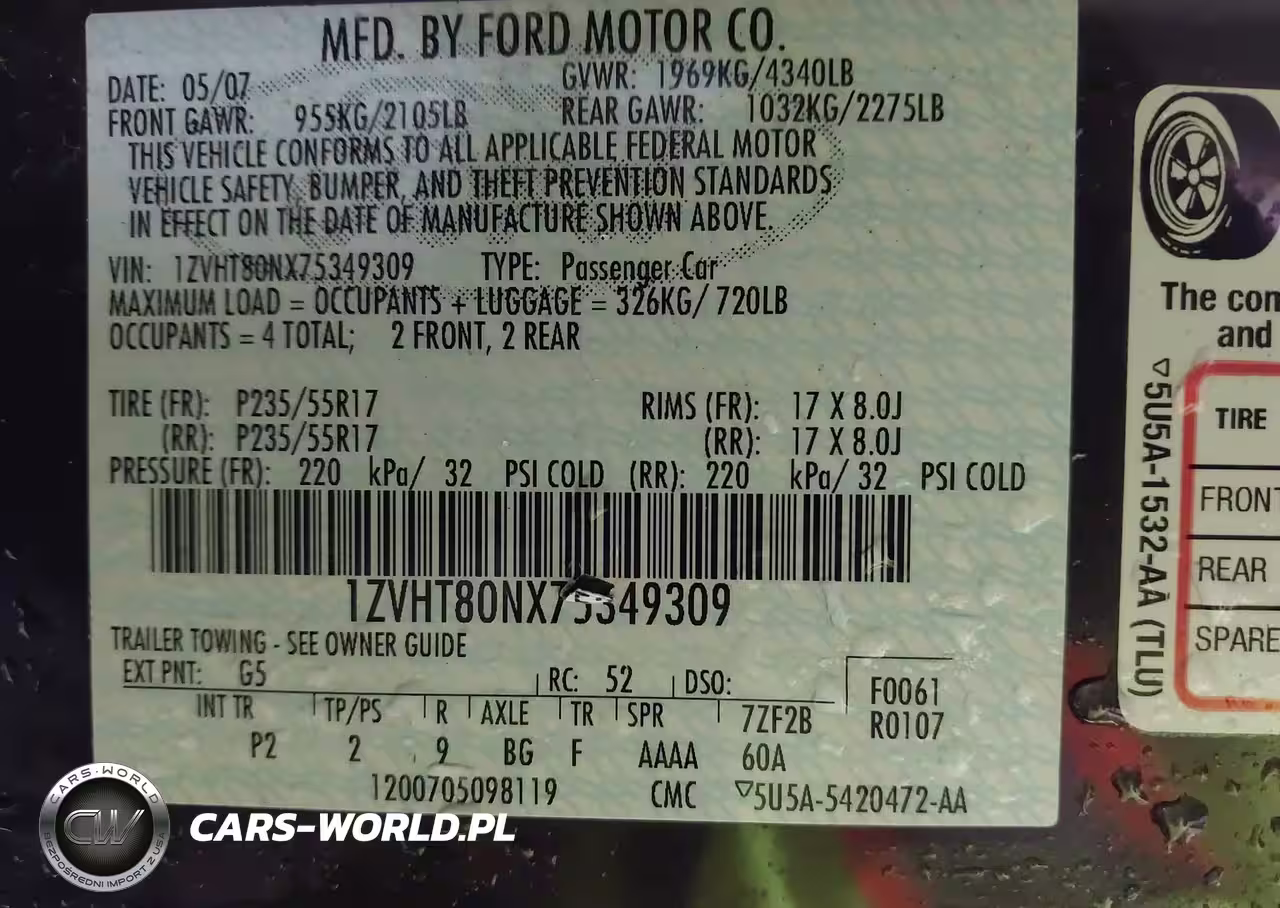 MFD. BY FORD MOTOR CO.
DATE: 05/07 GVWR: 1969KG/4340LB
FRONT GAWR: 955KG/2105LB REAR GAWR: 1032KG/2275LB
THIS VEHICLE CONFORMS TO ALL APPLICABLE FEDERAL MOTOR
VEHICLE SAFETY, BUMPER, AND THEFT PREVENTION STANDARDS
IN EFFECT ON THE DATE OF MANUFACTURE SHOWN ABOVE.
VIN: 1ZVHT80NX75349309 TYPE: Passenger Car
MAXIMUM LOAD = OCCUPANTS + LUGGAGE = 326KG/ 720LB
OCCUPANTS = 4 TOTAL; 2 FRONT, 2 REAR
TIRE (FR): P235/55R17 RIMS (FR): 17 X 8.0J
(RR): P235/55R17 (RR): 17 X 8.0J
PRESSURE (FR): 220 kPa/ 32 PSI COLD (RR): 220 kPa/ 32 PSI COLD
1ZVHT80NX75349309
TRAILER TOWING - SEE OWNER GUIDE
EXT PNT: G5 RC: 52 DSO:
F0061
INT TR TP/PS R AXLE TR SPR 7ZF2B
R0107
P2 2 9 BG F AAAA 60A
1200705098119 CMC ▽5U5A-5420472-AA
The con
and
▽5U5A-1532-AA (TLU)
TIRE
FRONT
REAR
SPARE
CARS-WORLD
CW
BEZPOŚREDNI IMPORT Z USA
CARS-WORLD.PL